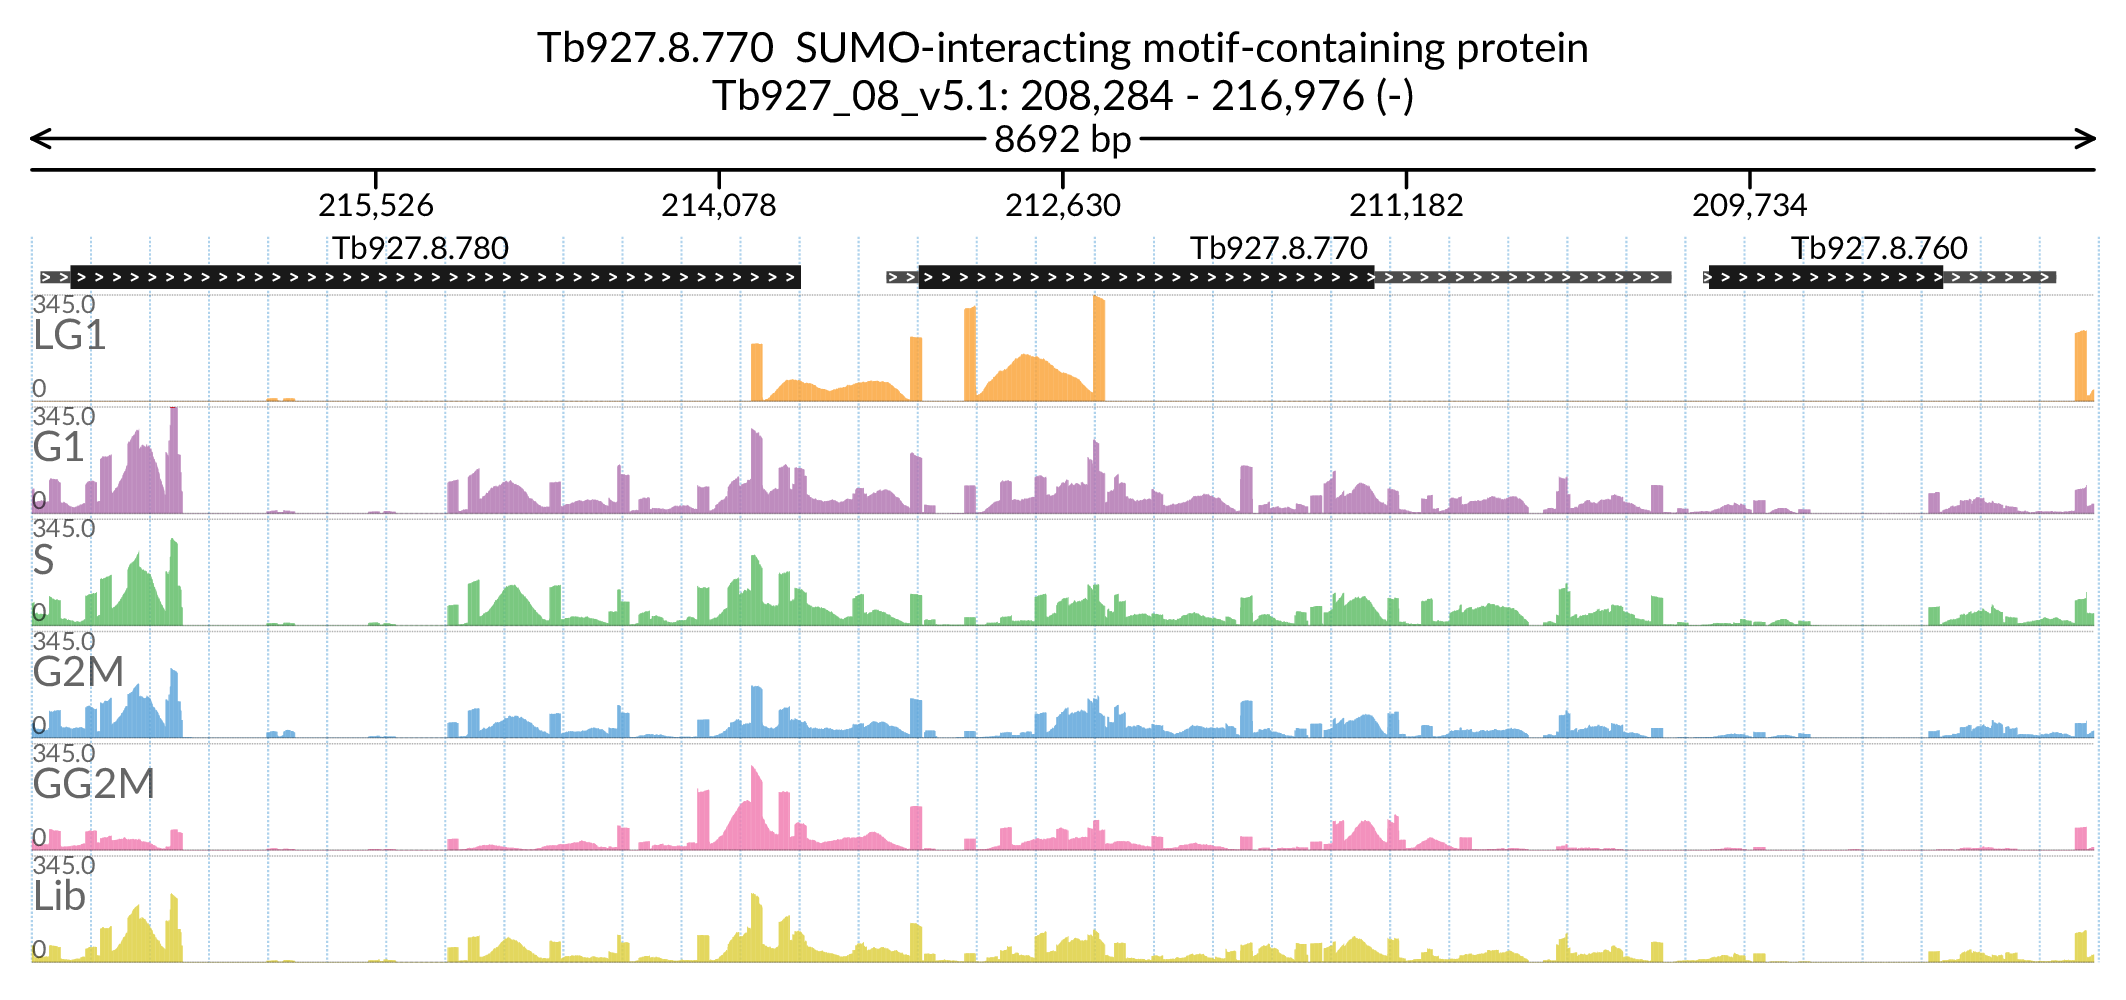 Tb927.8.770 SUMO-interacting motif-containing protein
Tb927_08_v5.1: 208,284 - 216,976 (-)
8692 bp
215,526 214,078 212,630 211,182 209,734
Tb927.8.780 Tb927.8.770 Tb927.8.760
345.0
LG1
0
345.0
G1
0
345.0
S
0
345.0
G2M
0
345.0
GG2M
0
345.0
Lib
0